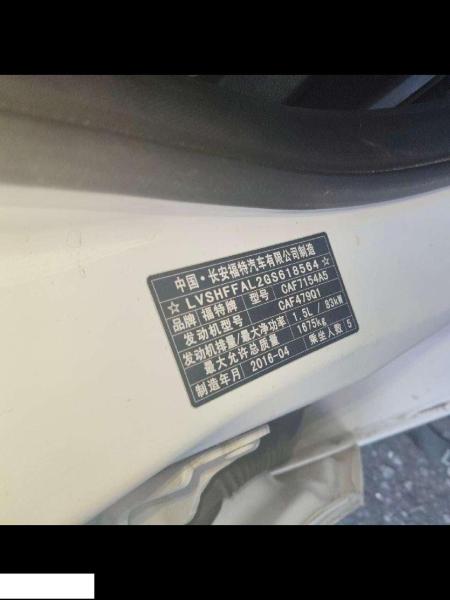 中国·长安福特汽车有限公司制造
☆LVSHFFAL2GS618564☆
品牌 福特牌 型号 CAF7154A5
发动机型号 CAF479Q1
发动机排量/最大净功率 1.5L / 83kW
最大允许总质量 1675kg
制造年月 2016-04 乘坐人数 5